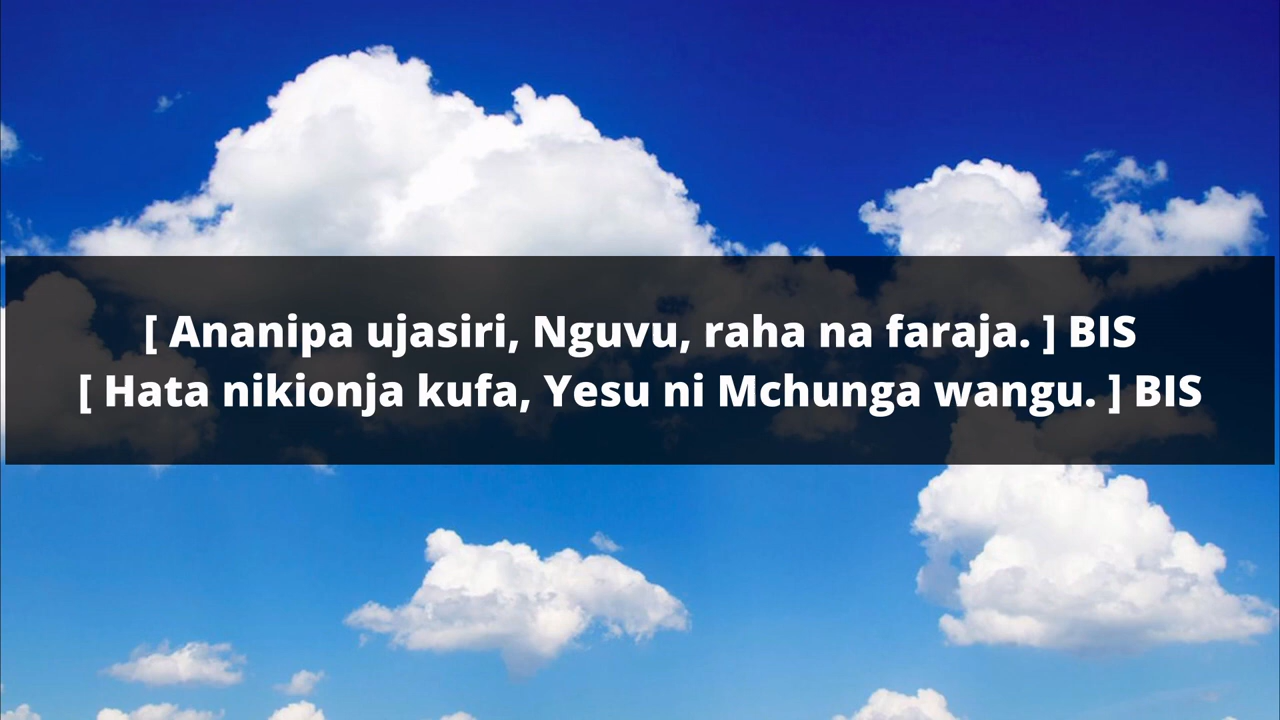 [ Ananipa ujasiri, Nguvu, raha na faraja. ] BIS
[ Hata nikionja kufa, Yesu ni Mchunga wangu. ] BIS